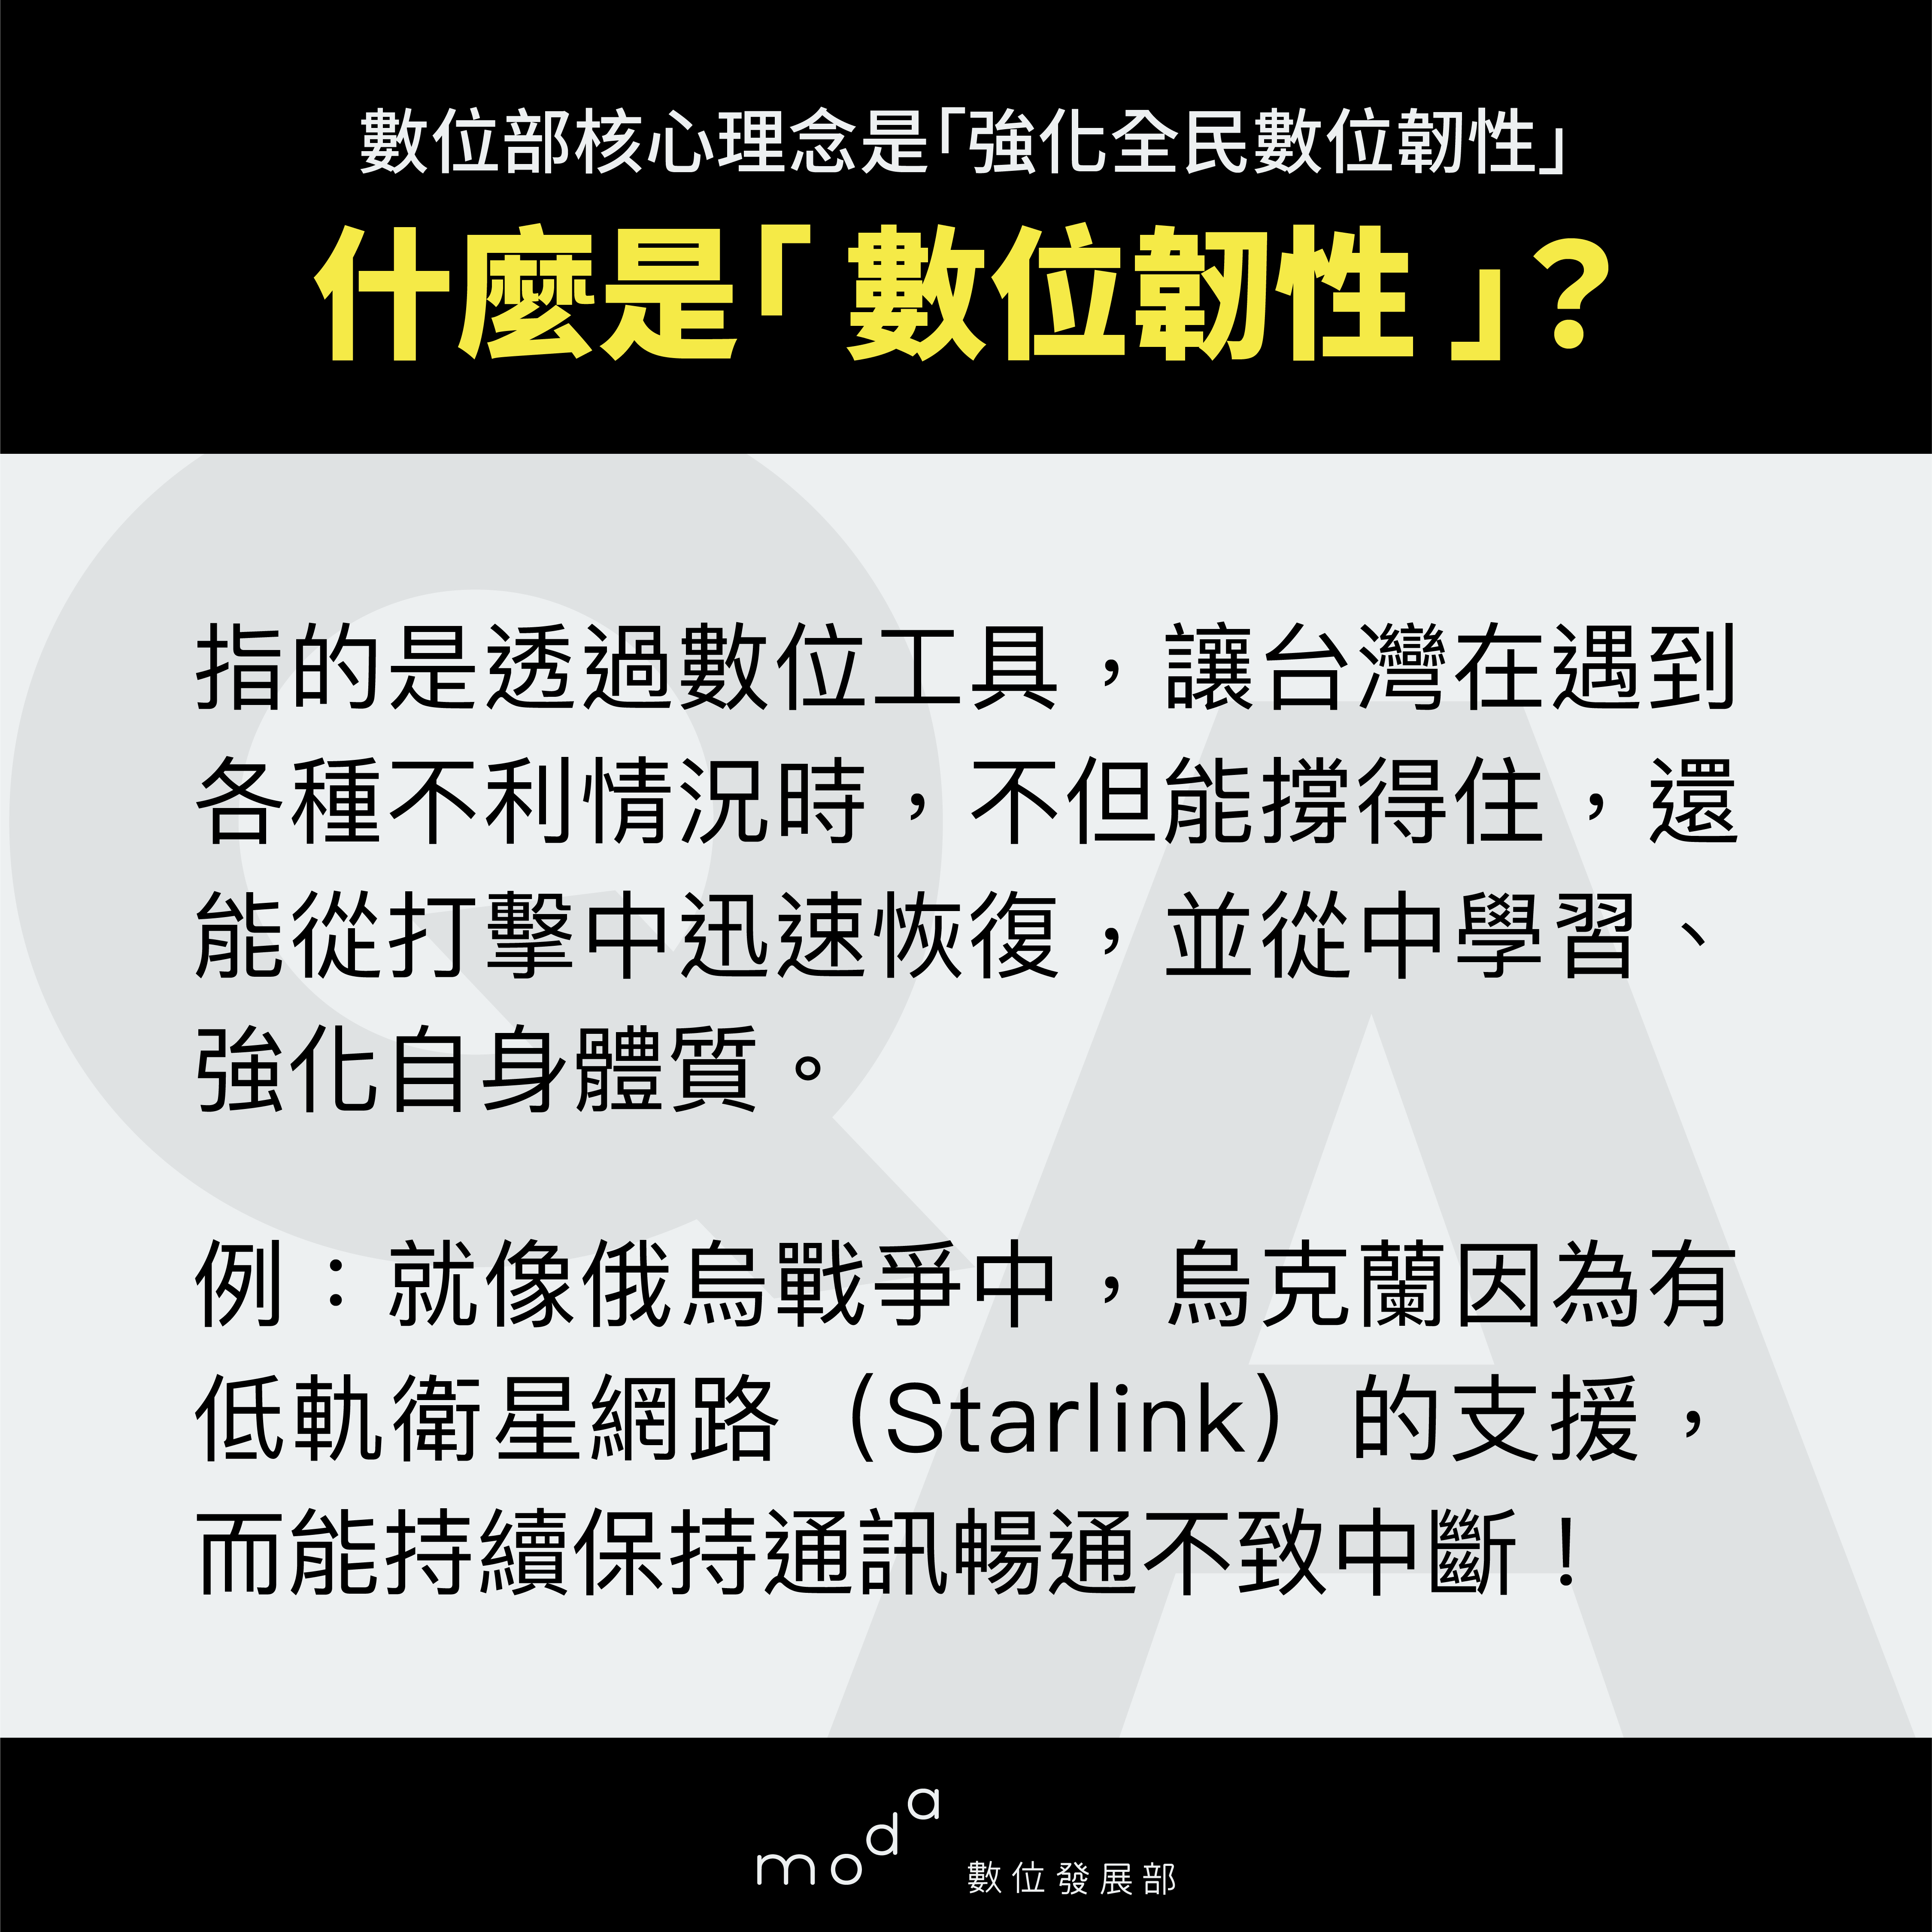 數位部核心理念是「強化全民數位韌性」
什麼是「數位韌性」？
指的是透過數位工具，讓台灣在遇到
各種不利情況時，不但能撐得住，還
能從打擊中迅速恢復，並從中學習、
強化自身體質。
例：就像俄烏戰爭中，烏克蘭因為有
低軌衛星網路（Starlink）的支援，
而能持續保持通訊暢通不致中斷！
moda 數位發展部